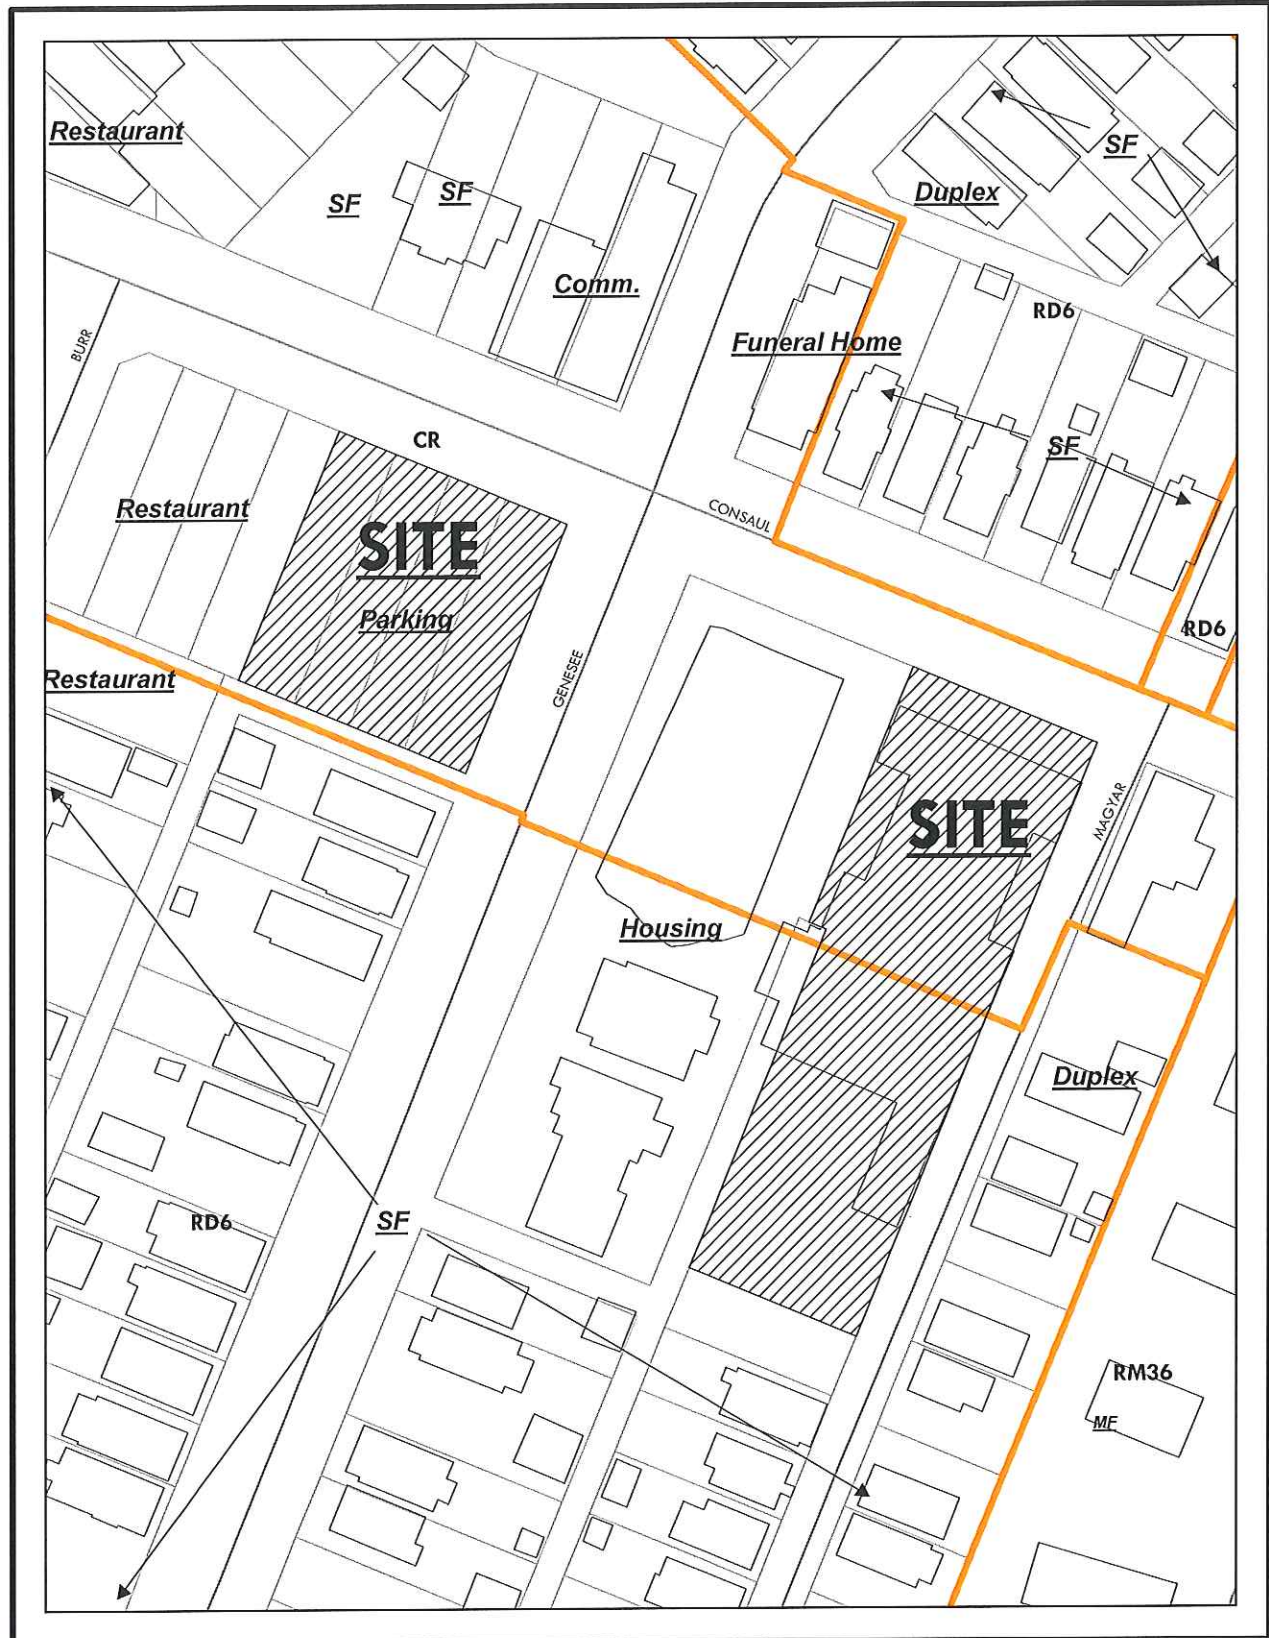 Restaurant
SF
SF
SF
Duplex
Comm.
RD6
BURR
Funeral Home
CR
SF
Restaurant
CONSAUL
SITE
Parking
RD6
Restaurant
GENESEE
MAGYAR
SITE
Housing
Duplex
RD6
SF
RM36
MF